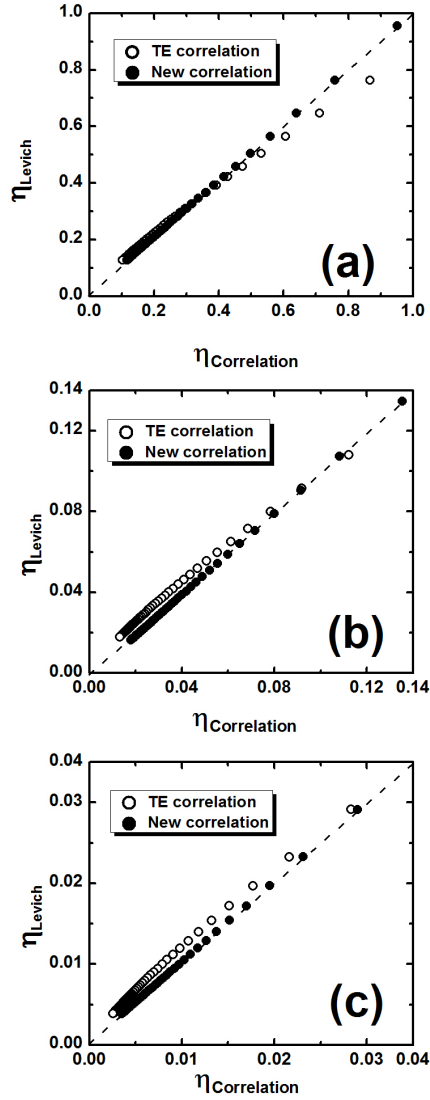 1.0
0.8
0.6
0.4
0.2
0.0
ηLevich
TE correlation
New correlation
(a)
0.0 0.2 0.4 0.6 0.8 1.0
ηCorrelation
0.14
0.12
0.08
0.04
0.00
ηLevich
TE correlation
New correlation
(b)
0.00 0.04 0.08 0.12 0.14
ηCorrelation
0.04
0.03
0.02
0.01
0.00
ηLevich
TE correlation
New correlation
(c)
0.00 0.01 0.02 0.03 0.04
ηCorrelation